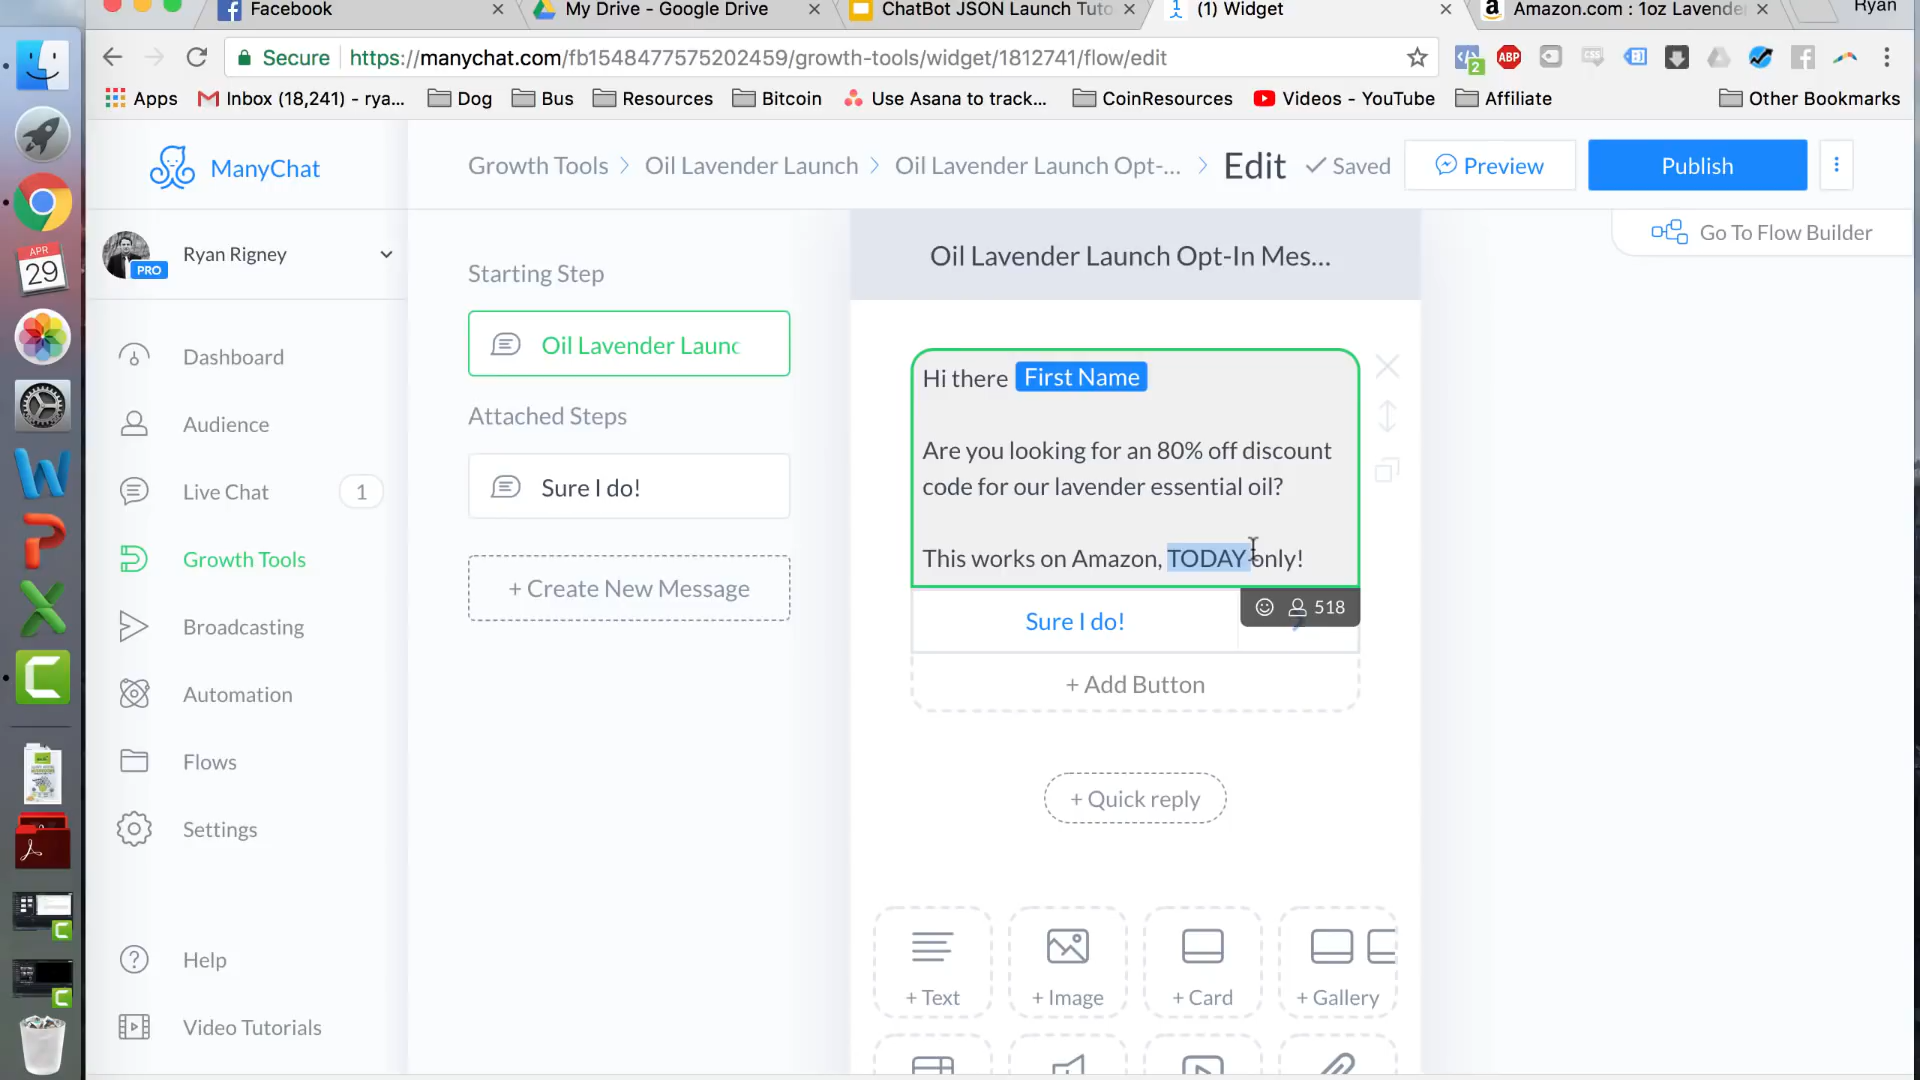 Facebook
My Drive - Google Drive
ChatBot JSON Launch Tuto
(1) Widget
Amazon.com : 1oz Lavende
Ryan
Secure
https://manychat.com/fb1548477575202459/growth-tools/widget/1812741/flow/edit
2
ABP
CSS
Apps
Inbox (18,241) - rya...
Dog
Bus
Resources
Bitcoin
Use Asana to track...
CoinResources
Videos - YouTube
Affiliate
Other Bookmarks
ManyChat
Growth Tools
Oil Lavender Launch
Oil Lavender Launch Opt-...
Edit
Saved
Preview
Publish
Ryan Rigney
PRO
Go To Flow Builder
APR
29
Dashboard
Audience
Live Chat
1
Growth Tools
Broadcasting
Automation
Flows
Settings
Help
Video Tutorials
Starting Step
Oil Lavender Launc
Attached Steps
Sure I do!
+ Create New Message
Oil Lavender Launch Opt-In Mes...
Hi there First Name
Are you looking for an 80% off discount
code for our lavender essential oil?
This works on Amazon, TODAY only!
518
Sure I do!
+ Add Button
+ Quick reply
+ Text
+ Image
+ Card
+ Gallery